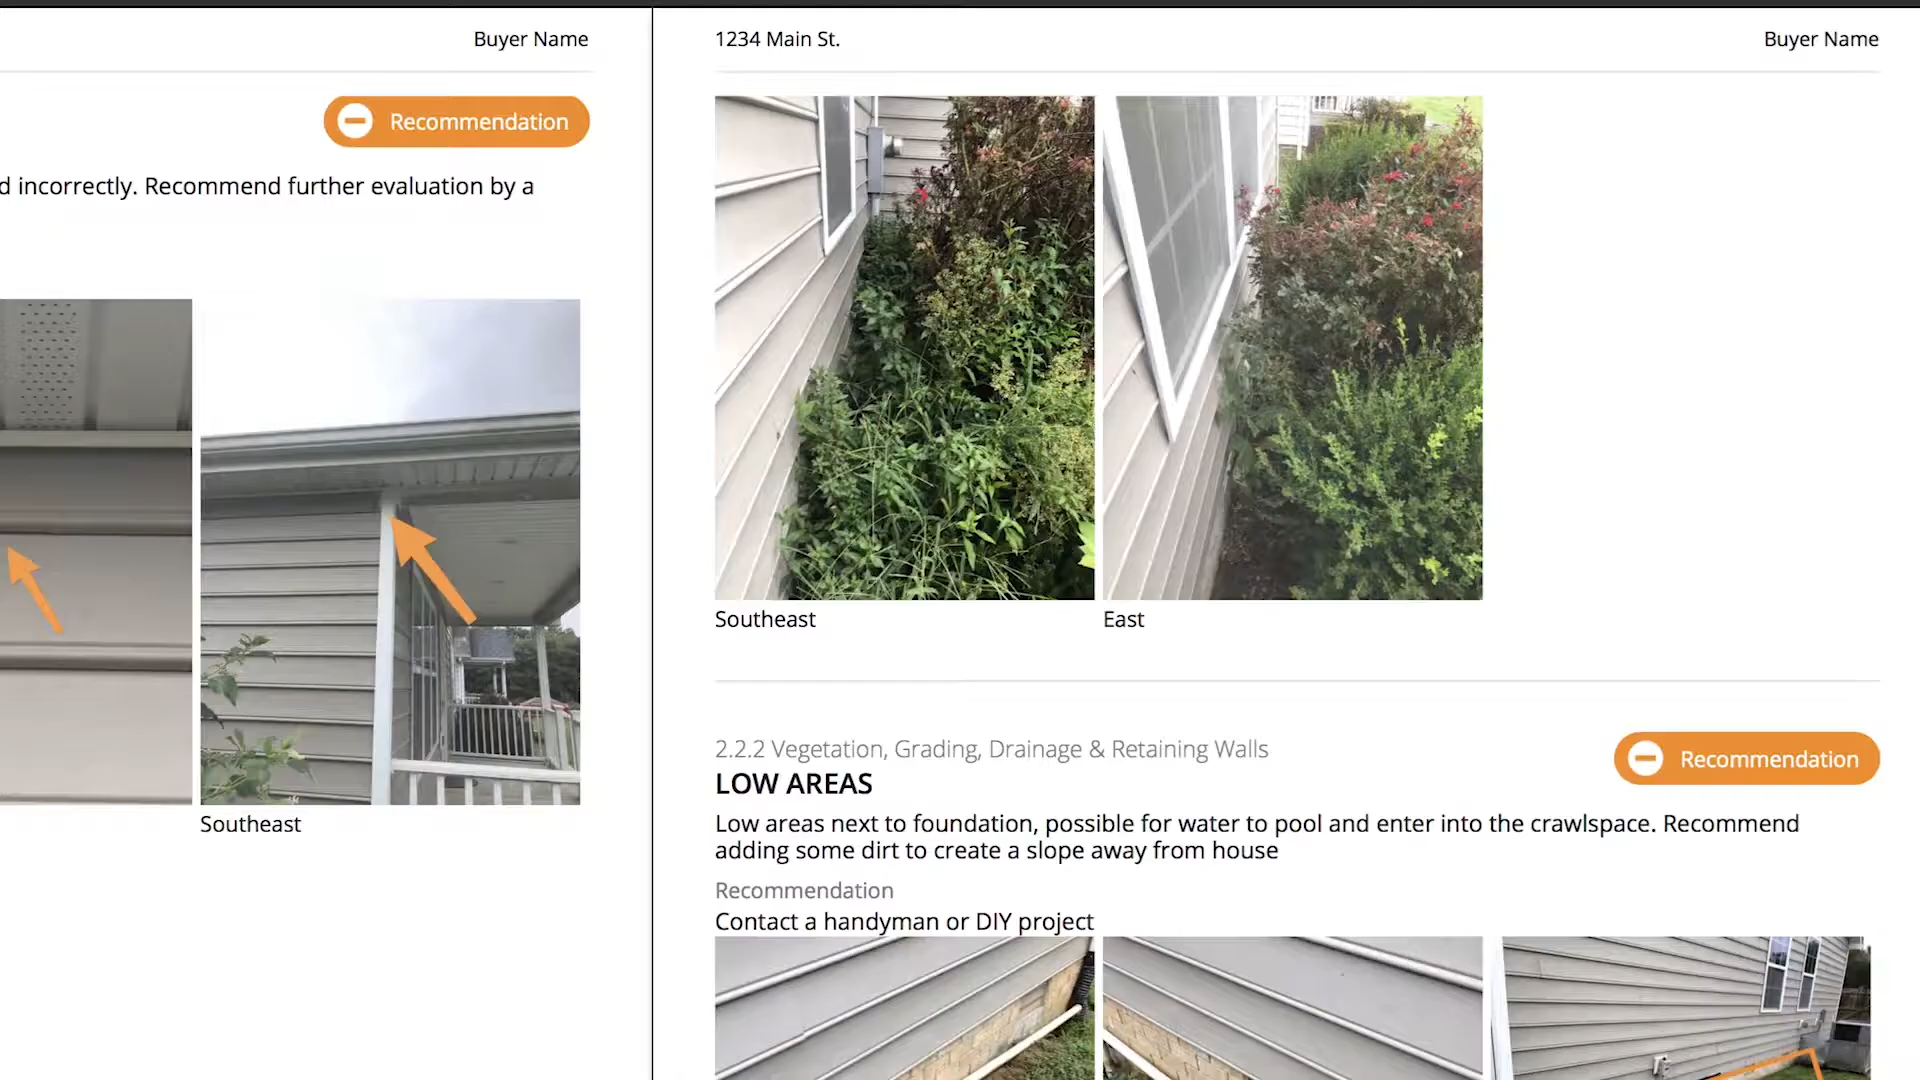 Buyer Name
Recommendation
d incorrectly. Recommend further evaluation by a
Southeast
1234 Main St.
Buyer Name
Southeast
East
2.2.2 Vegetation, Grading, Drainage & Retaining Walls
Recommendation
LOW AREAS
Low areas next to foundation, possible for water to pool and enter into the crawlspace. Recommend
adding some dirt to create a slope away from house
Recommendation
Contact a handyman or DIY project